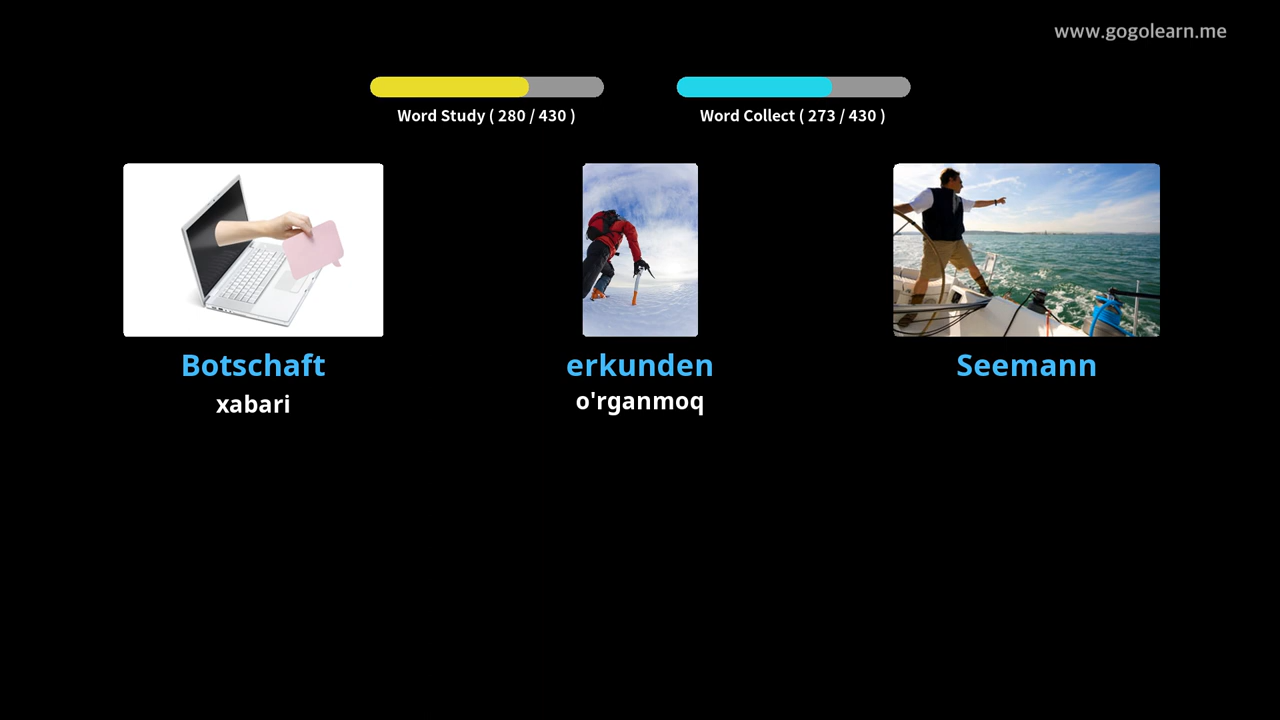 www.gogolearn.me
Word Study ( 280 / 430 )
Word Collect ( 273 / 430 )
Botschaft
xabari
erkunden
o'rganmoq
Seemann